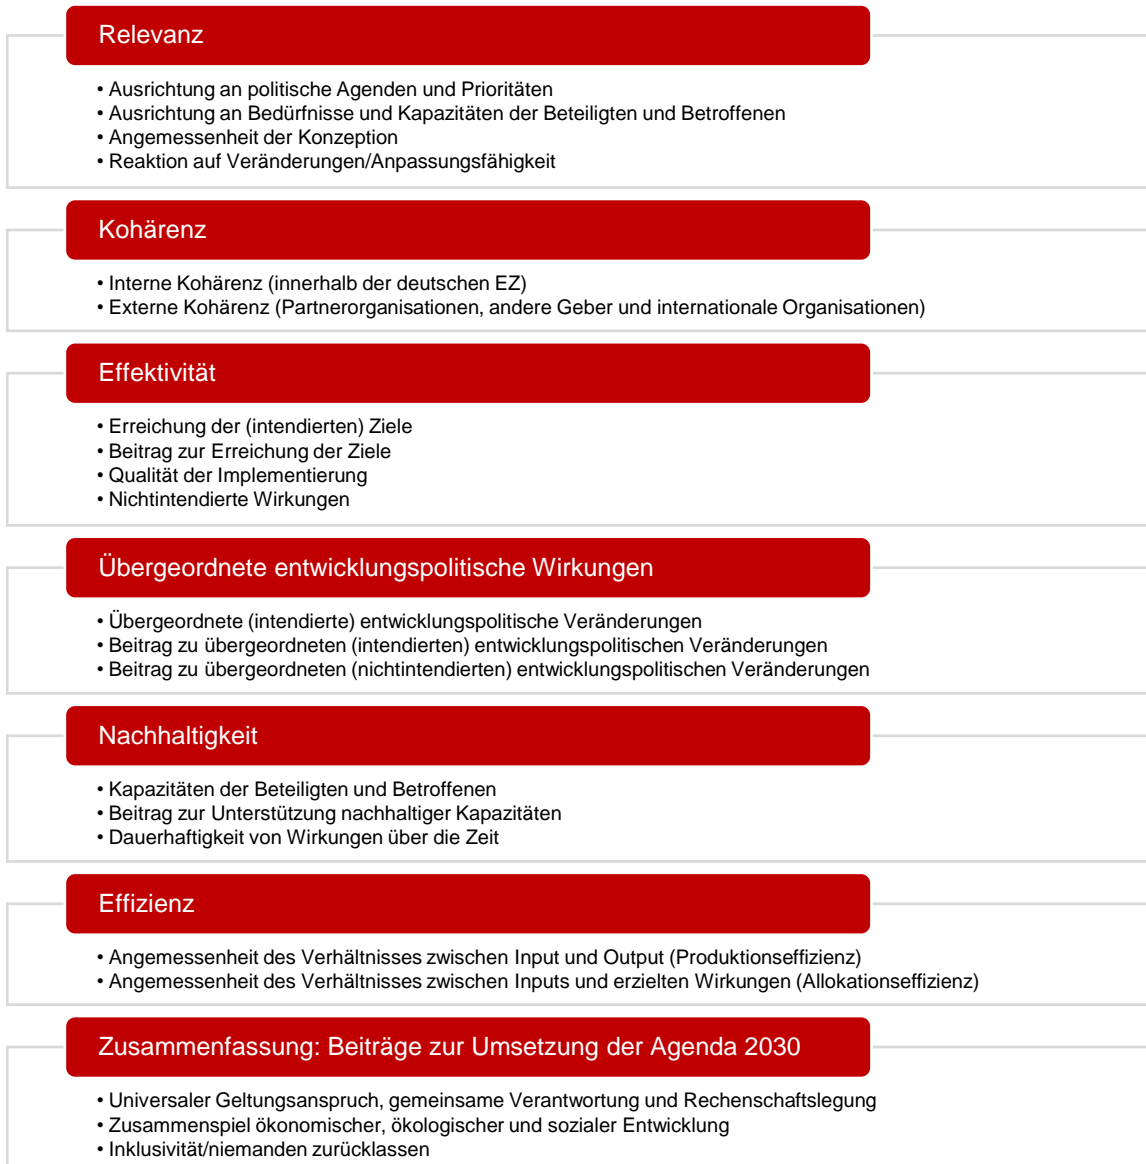 Relevanz
• Ausrichtung an politische Agenden und Prioritäten
• Ausrichtung an Bedürfnisse und Kapazitäten der Beteiligten und Betroffenen
• Angemessenheit der Konzeption
• Reaktion auf Veränderungen/Anpassungsfähigkeit
Kohärenz
• Interne Kohärenz (innerhalb der deutschen EZ)
• Externe Kohärenz (Partnerorganisationen, andere Geber und internationale Organisationen)
Effektivität
• Erreichung der (intendierten) Ziele
• Beitrag zur Erreichung der Ziele
• Qualität der Implementierung
• Nichtintendierte Wirkungen
Übergeordnete entwicklungspolitische Wirkungen
• Übergeordnete (intendierte) entwicklungspolitische Veränderungen
• Beitrag zu übergeordneten (intendierten) entwicklungspolitischen Veränderungen
• Beitrag zu übergeordneten (nichtintendierten) entwicklungspolitischen Veränderungen
Nachhaltigkeit
• Kapazitäten der Beteiligten und Betroffenen
• Beitrag zur Unterstützung nachhaltiger Kapazitäten
• Dauerhaftigkeit von Wirkungen über die Zeit
Effizienz
• Angemessenheit des Verhältnisses zwischen Input und Output (Produktionseffizienz)
• Angemessenheit des Verhältnisses zwischen Inputs und erzielten Wirkungen (Allokationseffizienz)
Zusammenfassung: Beiträge zur Umsetzung der Agenda 2030
• Universaler Geltungsanspruch, gemeinsame Verantwortung und Rechenschaftslegung
• Zusammenspiel ökonomischer, ökologischer und sozialer Entwicklung
• Inklusivität/niemanden zurücklassen